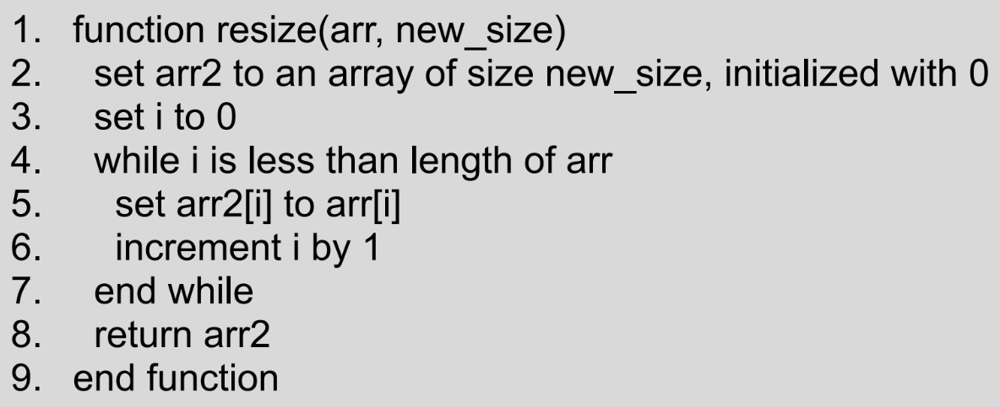 1. function resize(arr, new_size)
2. set arr2 to an array of size new_size, initialized with 0
3. set i to 0
4. while i is less than length of arr
5. set arr2[i] to arr[i]
6. increment i by 1
7. end while
8. return arr2
9. end function